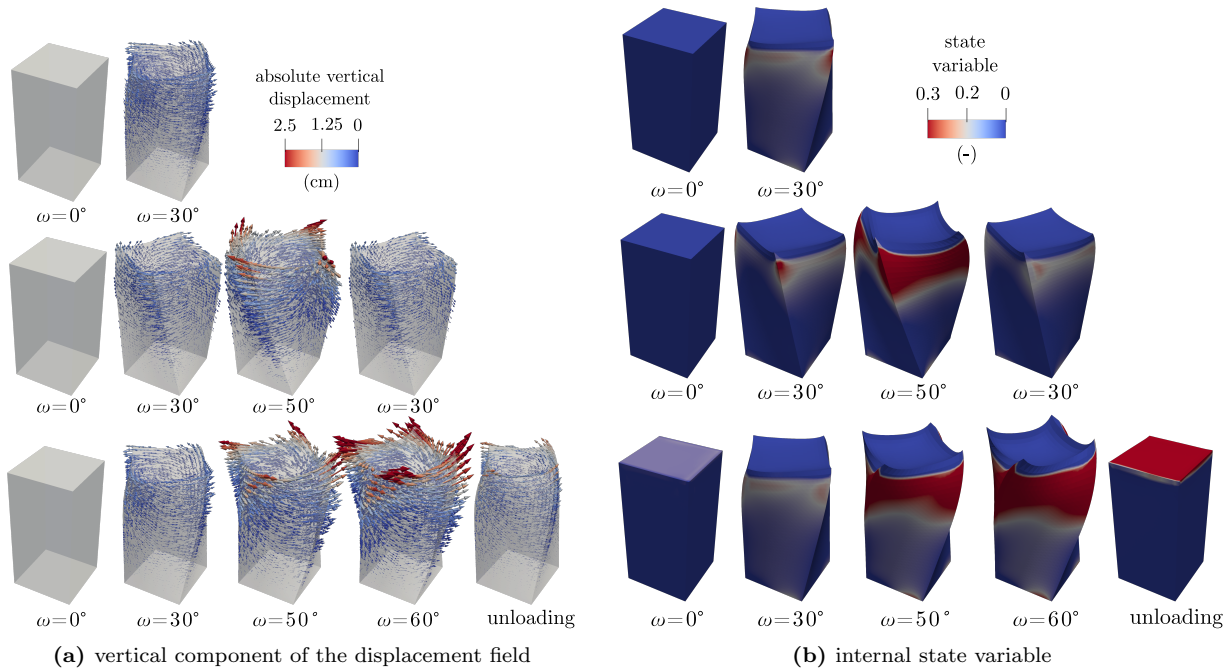 absolute vertical
displacement
2.5 1.25 0
(cm)
ω=0° ω=30°
ω=0° ω=30° ω=50° ω=30°
ω=0° ω=30° ω=50° ω=60° unloading
(a) vertical component of the displacement field
state
variable
0.3 0.2 0
(-)
ω=0° ω=30°
ω=0° ω=30° ω=50° ω=30°
ω=0° ω=30° ω=50° ω=60° unloading
(b) internal state variable